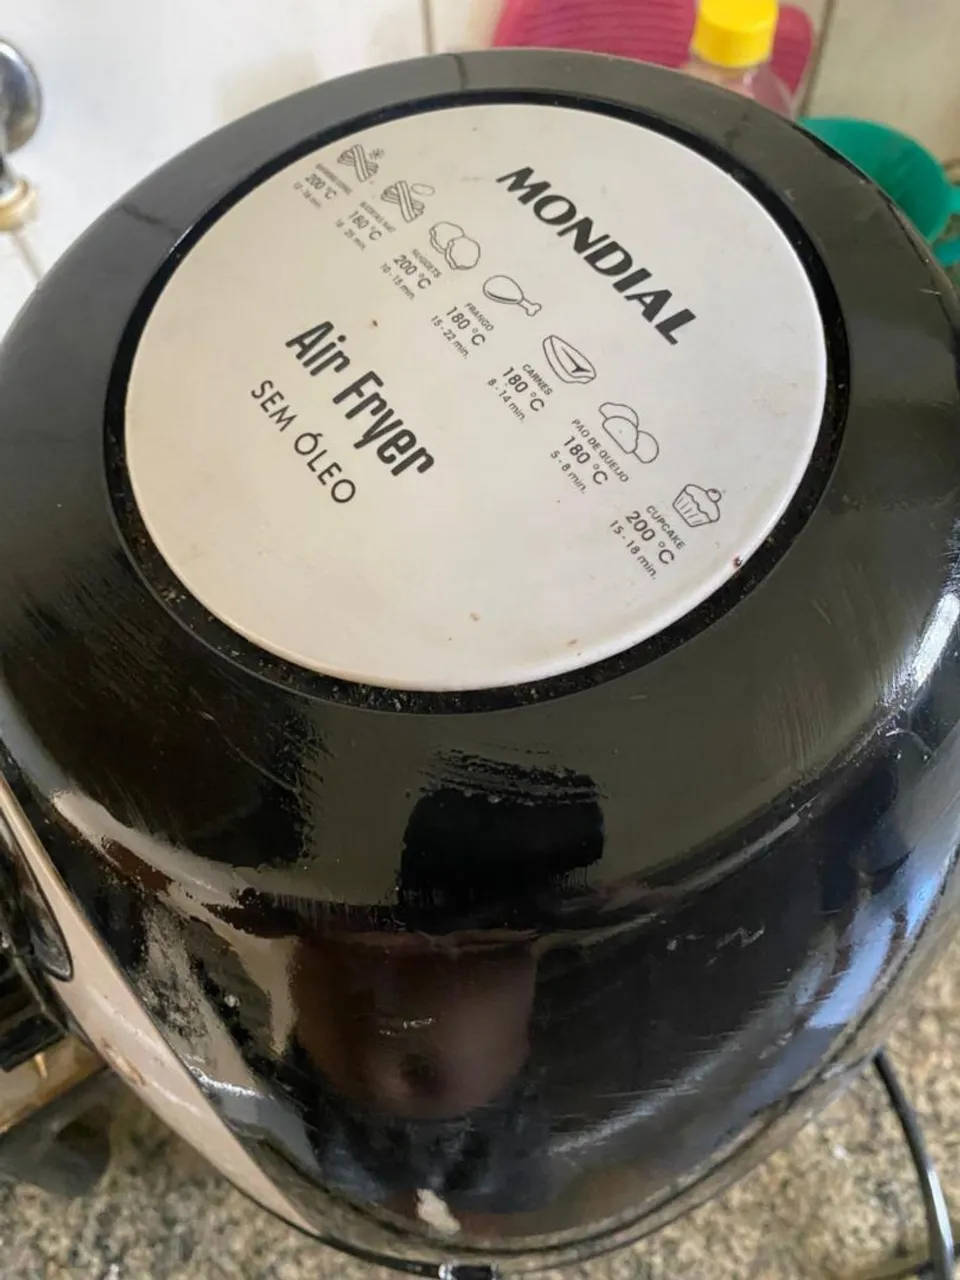 MONDIAL
200 °C
180 °C
NUGGETS
200 °C
10 - 15 min.
FRANGO
180 °C
15 - 22 min.
CARNES
180 °C
8 - 14 min.
PÃO DE QUEIJO
180 °C
5 - 8 min.
CUPCAKE
200 °C
15 - 18 min.
Air Fryer
SEM ÓLEO